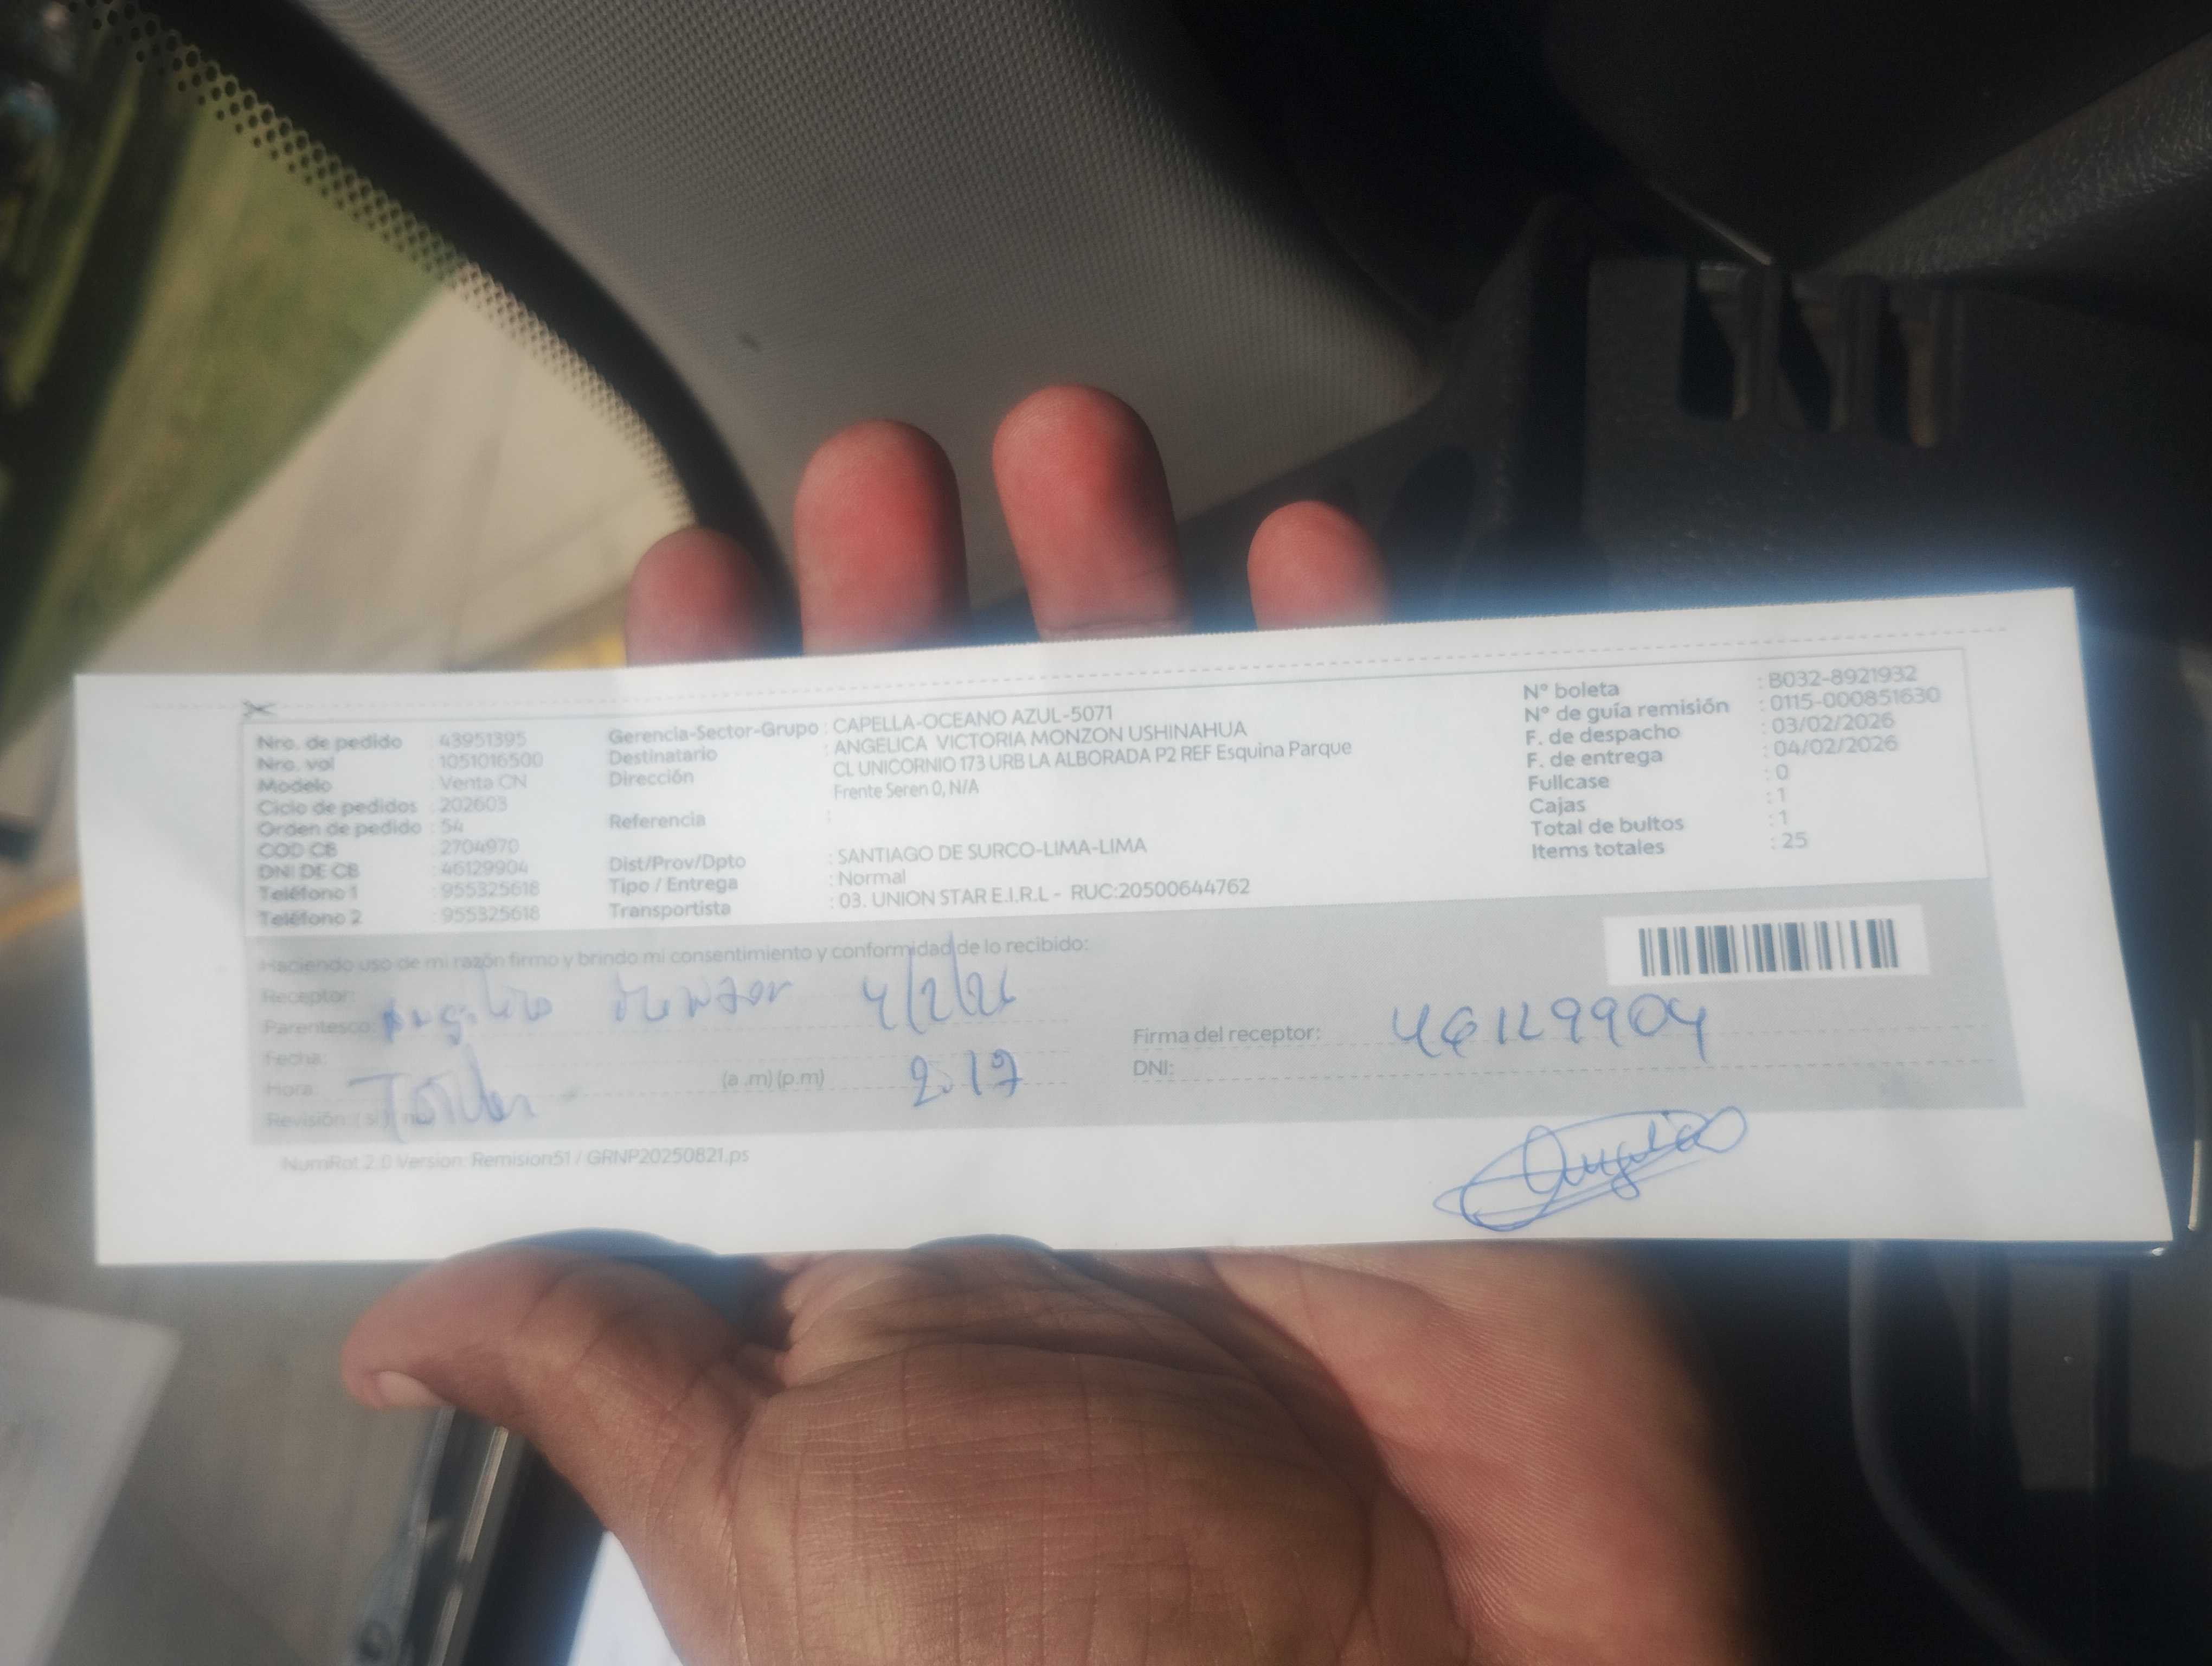 Nro. de pedido : 43951395
Nro. vol : 1051016500
Modelo : Venta CN
Ciclo de pedidos : 202603
Orden de pedido : 54
COD CB : 2704970
DNI DE CB : 46129904
Teléfono 1 : 955325618
Teléfono 2 : 955325618
Gerencia-Sector-Grupo : CAPELLA-OCEANO AZUL-5071
Destinatario : ANGELICA VICTORIA MONZON USHINAHUA
Dirección CL UNICORNIO 173 URB LA ALBORADA P2 REF Esquina Parque
Frente Seren 0, N/A
Referencia :
Dist/Prov/Dpto : SANTIAGO DE SURCO-LIMA-LIMA
Tipo / Entrega : Normal
Transportista : 03. UNION STAR E.I.R.L - RUC:20500644762
N° boleta : B032-8921932
N° de guía remisión : 0115-000851630
F. de despacho : 03/02/2026
F. de entrega : 04/02/2026
Fullcase : 0
Cajas : 1
Total de bultos : 1
Items totales : 25
Haciendo uso de mi razón firmo y brindo mi consentimiento y conformidad de lo recibido:
Receptor: 4/2/26
Parentesco:
Fecha:
Hora: (a .m) (p.m) 2:17
Revisión: ( si )
Firma del receptor: 46129904
DNI:
NumRot 2.0 Version: Remision51 / GRNP20250821.ps